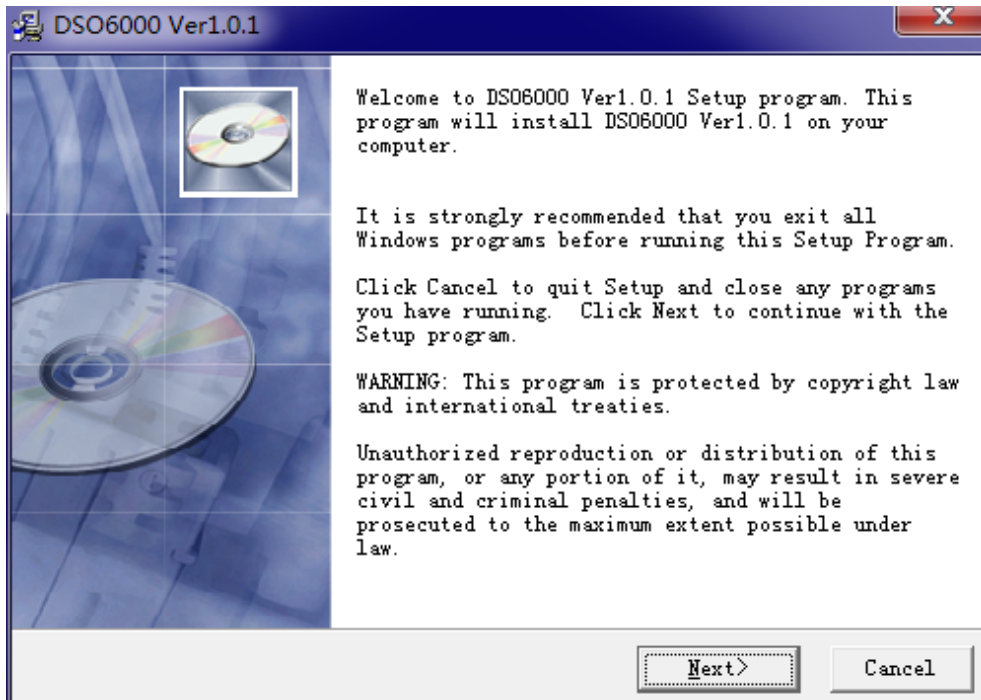 DSO6000 Ver1.0.1
Welcome to DSO6000 Ver1.0.1 Setup program. This
program will install DSO6000 Ver1.0.1 on your
computer.
It is strongly recommended that you exit all
Windows programs before running this Setup Program.
Click Cancel to quit Setup and close any programs
you have running.  Click Next to continue with the
Setup program.
WARNING: This program is protected by copyright law
and international treaties.
Unauthorized reproduction or distribution of this
program, or any portion of it, may result in severe
civil and criminal penalties, and will be
prosecuted to the maximum extent possible under
law.
Next>
Cancel